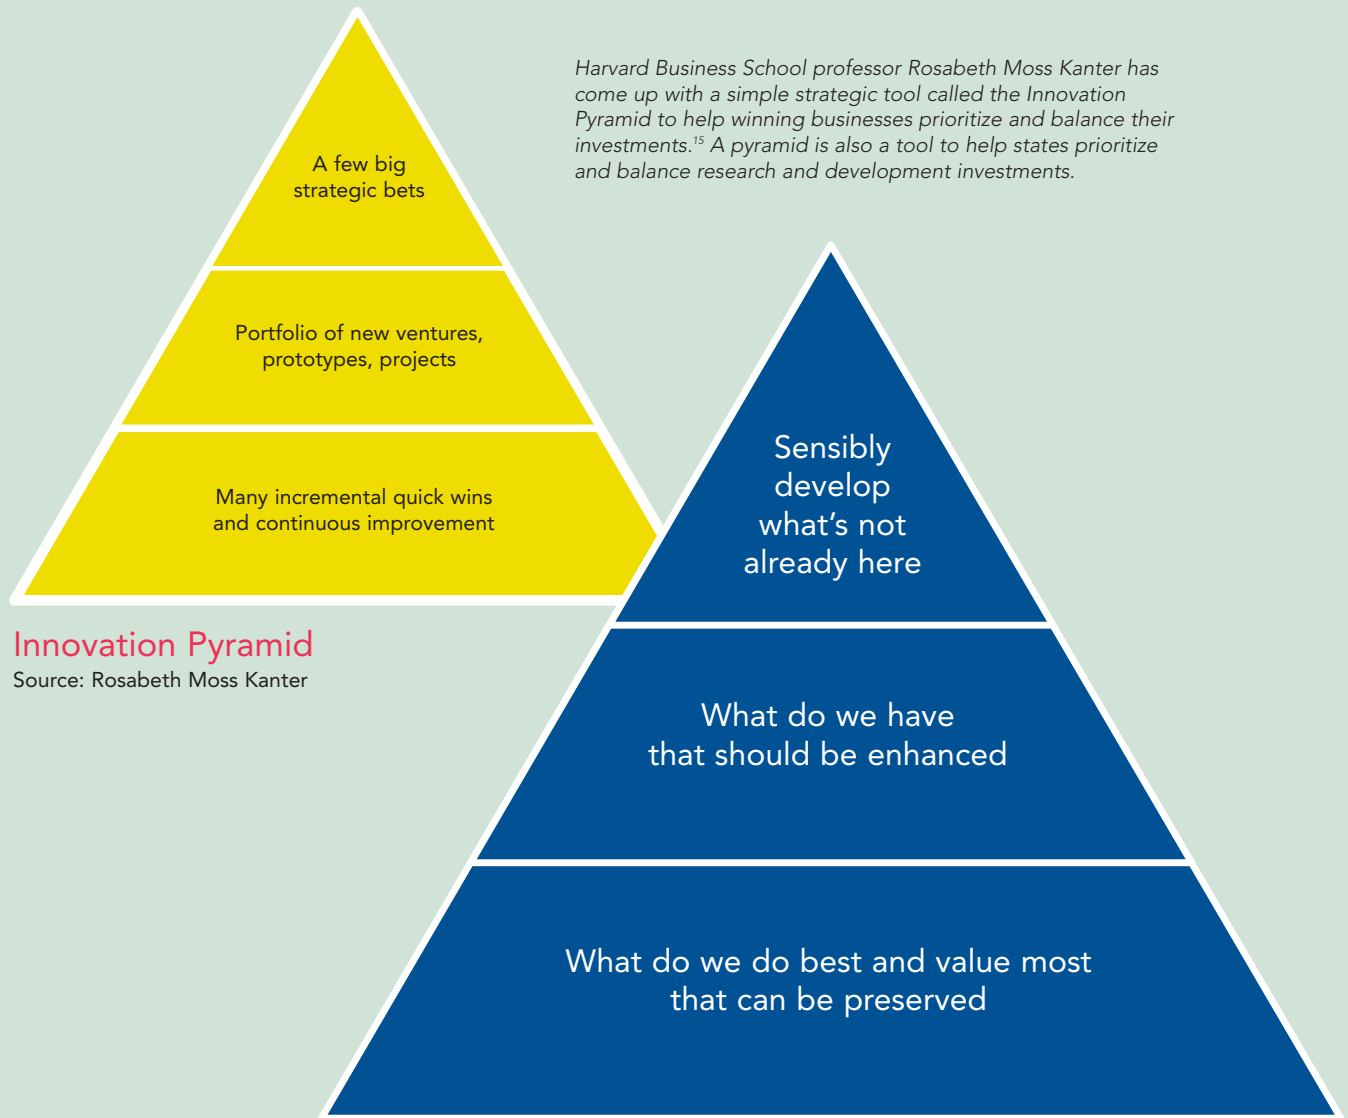 Harvard Business School professor Rosabeth Moss Kanter has
come up with a simple strategic tool called the Innovation
Pyramid to help winning businesses prioritize and balance their
investments.15 A pyramid is also a tool to help states prioritize
and balance research and development investments.
A few big
strategic bets
Portfolio of new ventures,
prototypes, projects
Many incremental quick wins
and continuous improvement
Innovation Pyramid
Source: Rosabeth Moss Kanter
Sensibly
develop
what’s not
already here
What do we have
that should be enhanced
What do we do best and value most
that can be preserved